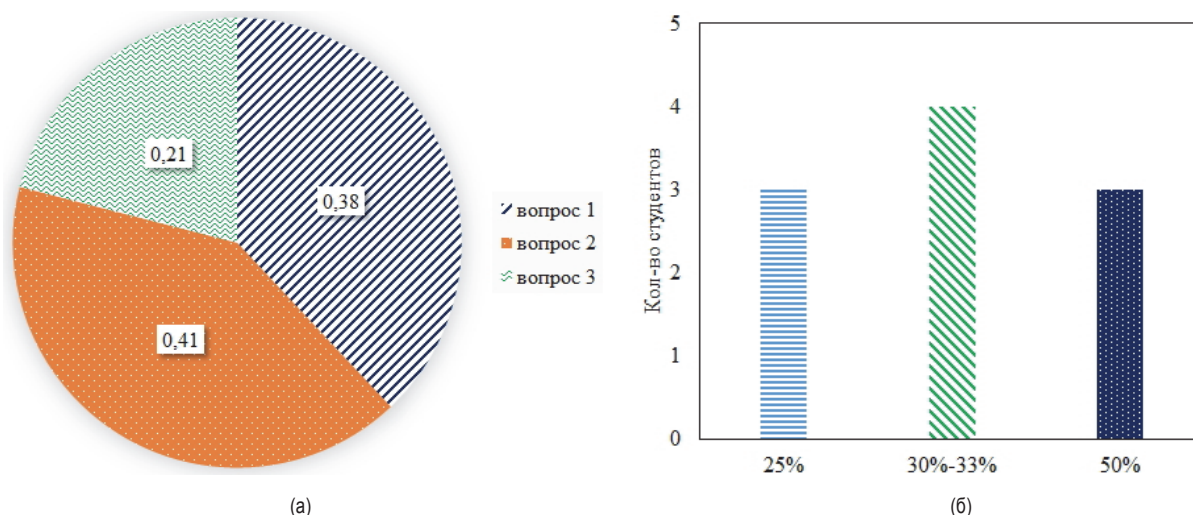 0,21
0,38
0,41
вопрос 1
вопрос 2
вопрос 3
(а)
Кол-во студентов
5
4
3
2
1
0
25%
30%-33%
50%
(б)